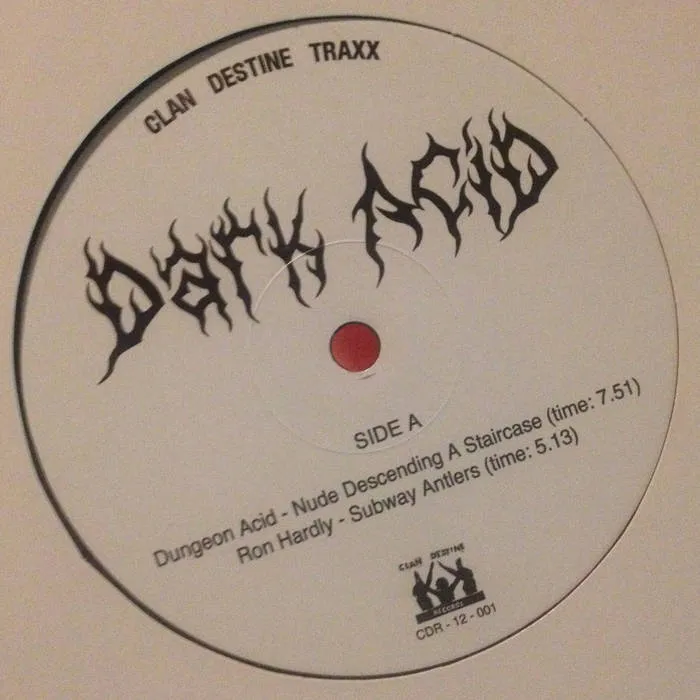 CLAN DESTINE TRAXX
Dark Acid
SIDE A
Dungeon Acid - Nude Descending A Staircase (time: 7.51)
Ron Hardly - Subway Antlers (time: 5.13)
CLAN DESTINE
RECORDS
CDR - 12 - 001